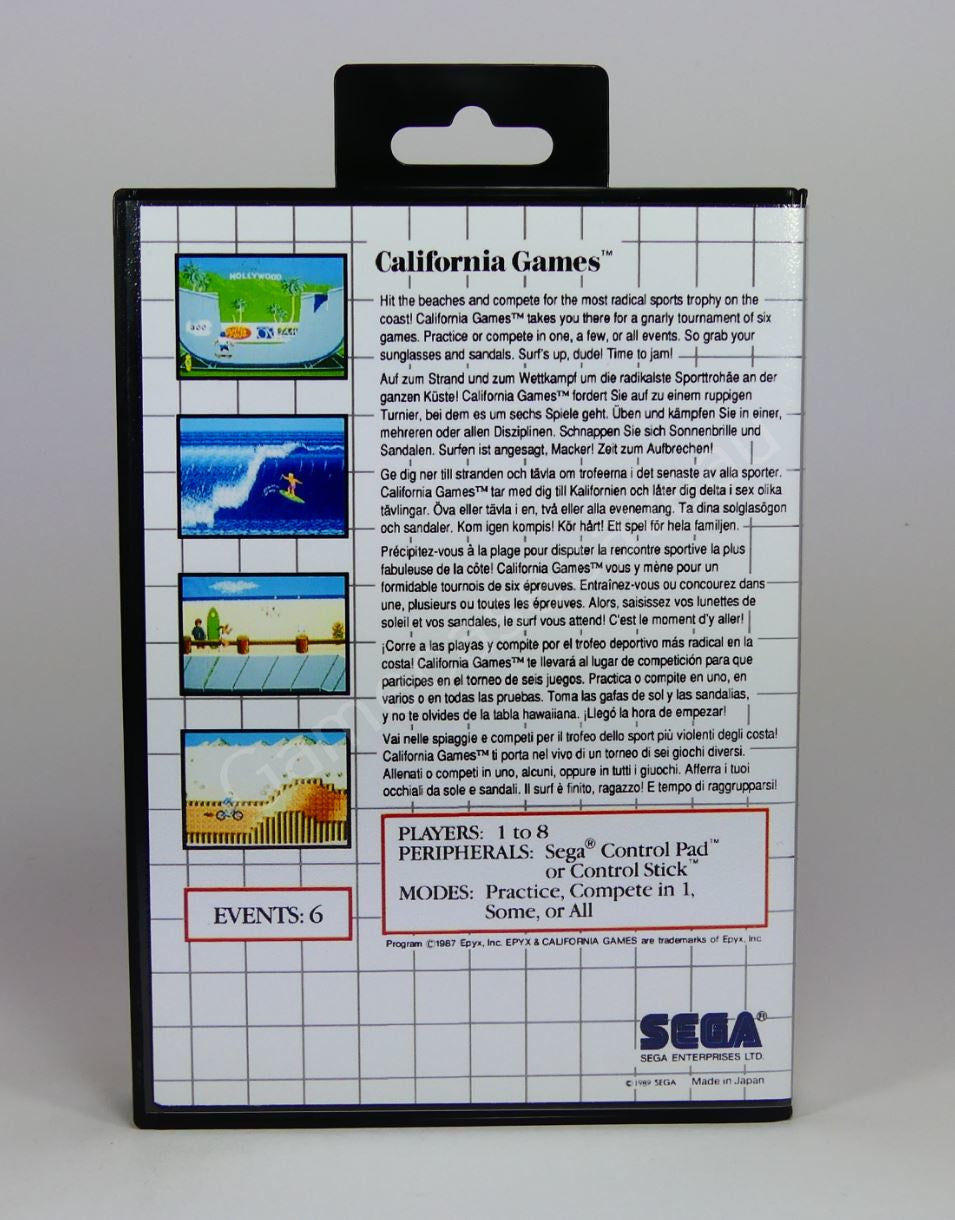 California Games™
Hit the beaches and compete for the most radical sports trophy on the
coast! California Games™ takes you there for a gnarly tournament of six
games. Practice or compete in one, a few, or all events. So grab your
sunglasses and sandals. Surf's up, dude! Time to jam!
Auf zum Strand und zum Wettkampf um die radikalste Sporttrohäe an der
ganzen Küste! California Games™ fordert Sie auf zu einem ruppigen
Turnier, bei dem es um sechs Spiele geht. Üben und kämpfen Sie in einer,
mehreren oder allen Disziplinen. Schnappen Sie sich Sonnenbrille und
Sandalen. Surfen ist angesagt, Macker! Zeit zum Aufbrechen!
Ge dig ner till stranden och tävla om trofeerna i det senaste av alla sporter.
California Games™ tar med dig till Kalifornien och låter dig delta i sex olika
tävlingar. Öva eller tävla i en, två eller alla evenemang. Ta dina solglasögon
och sandaler. Kom igen kompis! Kör hårt! Ett spel för hela familjen.
Précipitez-vous à la plage pour disputer la rencontre sportive la plus
fabuleuse de la côte! California Games™ vous y mène pour un
formidable tournois de six épreuves. Entraînez-vous ou concourez dans
une, plusieurs ou toutes les épreuves. Alors, saisissez vos lunettes de
soleil et vos sandales, le surf vous attend! C'est le moment d'y aller!
¡Corre a las playas y compite por el trofeo deportivo más radical en la
costa! California Games™ te llevará al lugar de competición para que
participes en el torneo de seis juegos. Practica o compite en uno, en
varios o en todas las pruebas. Toma las gafas de sol y las sandalias,
y no te olvides de la tabla hawaiiana. ¡Llegó la hora de empezar!
Vai nelle spiaggie e competi per il trofeo dello sport più violenti degli costa!
California Games™ ti porta nel vivo di un torneo di sei giochi diversi.
Allenati o competi in uno, alcuni, oppure in tutti i giuochi. Afferra i tuoi
occhiali da sole e sandali. Il surf è finito, ragazzo! E tempo di raggrupparsi!
HOLLYWOOD
PLAYERS: 1 to 8
PERIPHERALS: Sega® Control Pad™
or Control Stick™
MODES: Practice, Compete in 1,
Some, or All
EVENTS: 6
Program ©1987 Epyx, Inc. EPYX & CALIFORNIA GAMES are trademarks of Epyx, Inc
SEGA®
SEGA ENTERPRISES LTD.
© 1989 SEGA Made in Japan